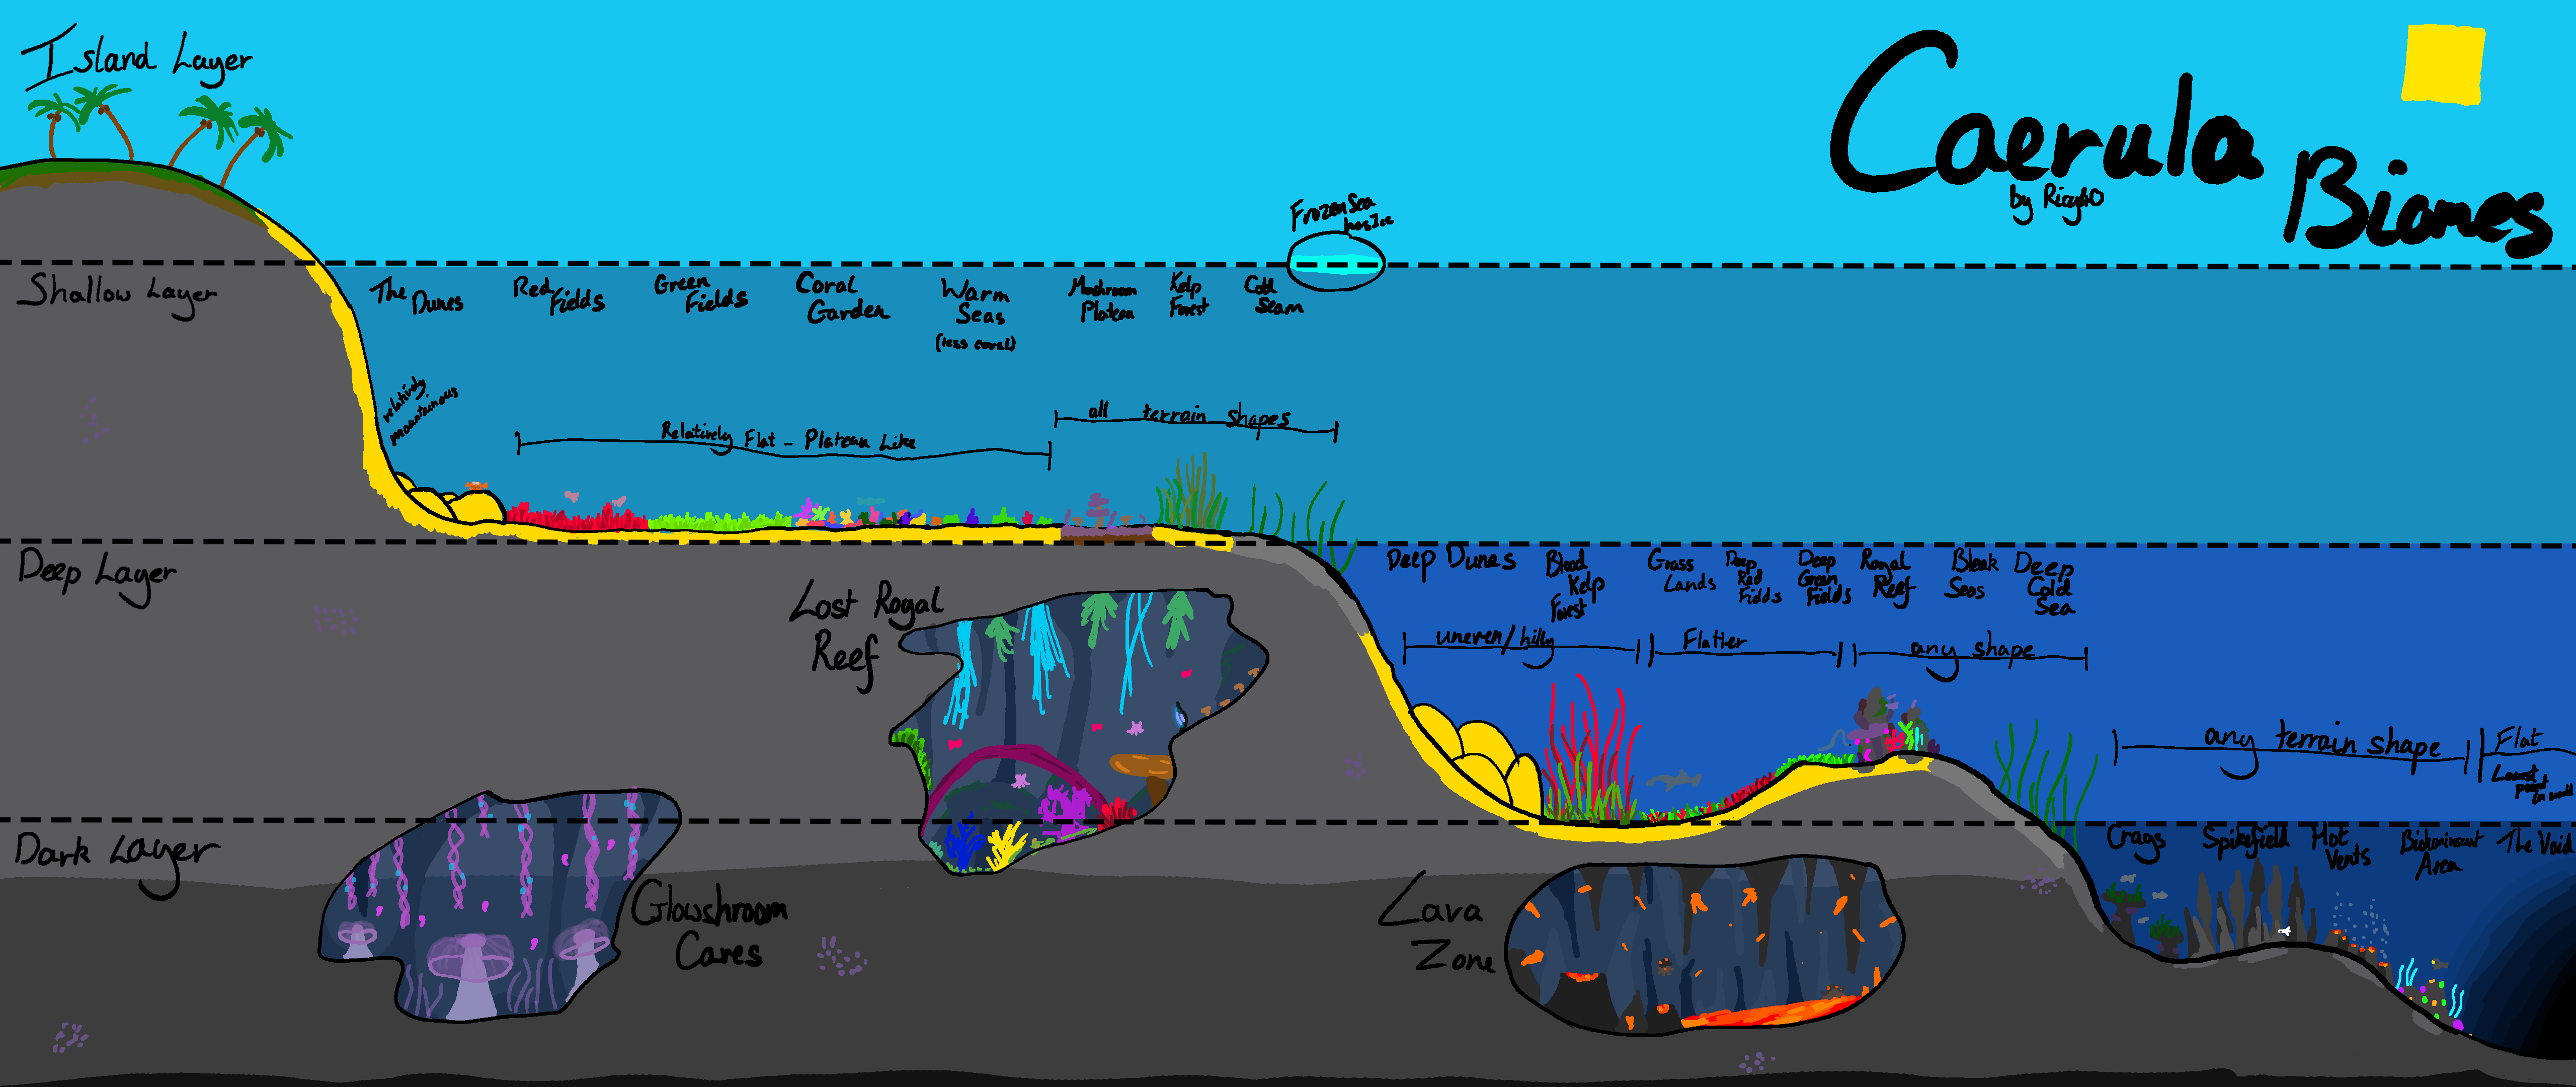 Island Layer
Caerula
by Ricy40
Biomes
Frozen Sea
has Ice
Shallow Layer
The Dunes
Red Fields
Green Fields
Coral Garden
Warm Seas
(less coral)
Mushroom Plateau
Kelp Forest
Cold Seam
relatively mountainous
Relatively Flat - Plateau Like
all terrain shapes
Deep Layer
Lost Royal Reef
Deep Dunes
Blood Kelp Forest
Grass Lands
Deep Red Fields
Deep Green Fields
Royal Reef
Bleak Seas
Deep Cold Sea
uneven/hilly
Flatter
any shape
any terrain shape
Flat
Lowest point in world
Dark Layer
Glowshroom Caves
Lava Zone
Crags
Spikefield
Hot Vents
Bioluminescent Area
The Void